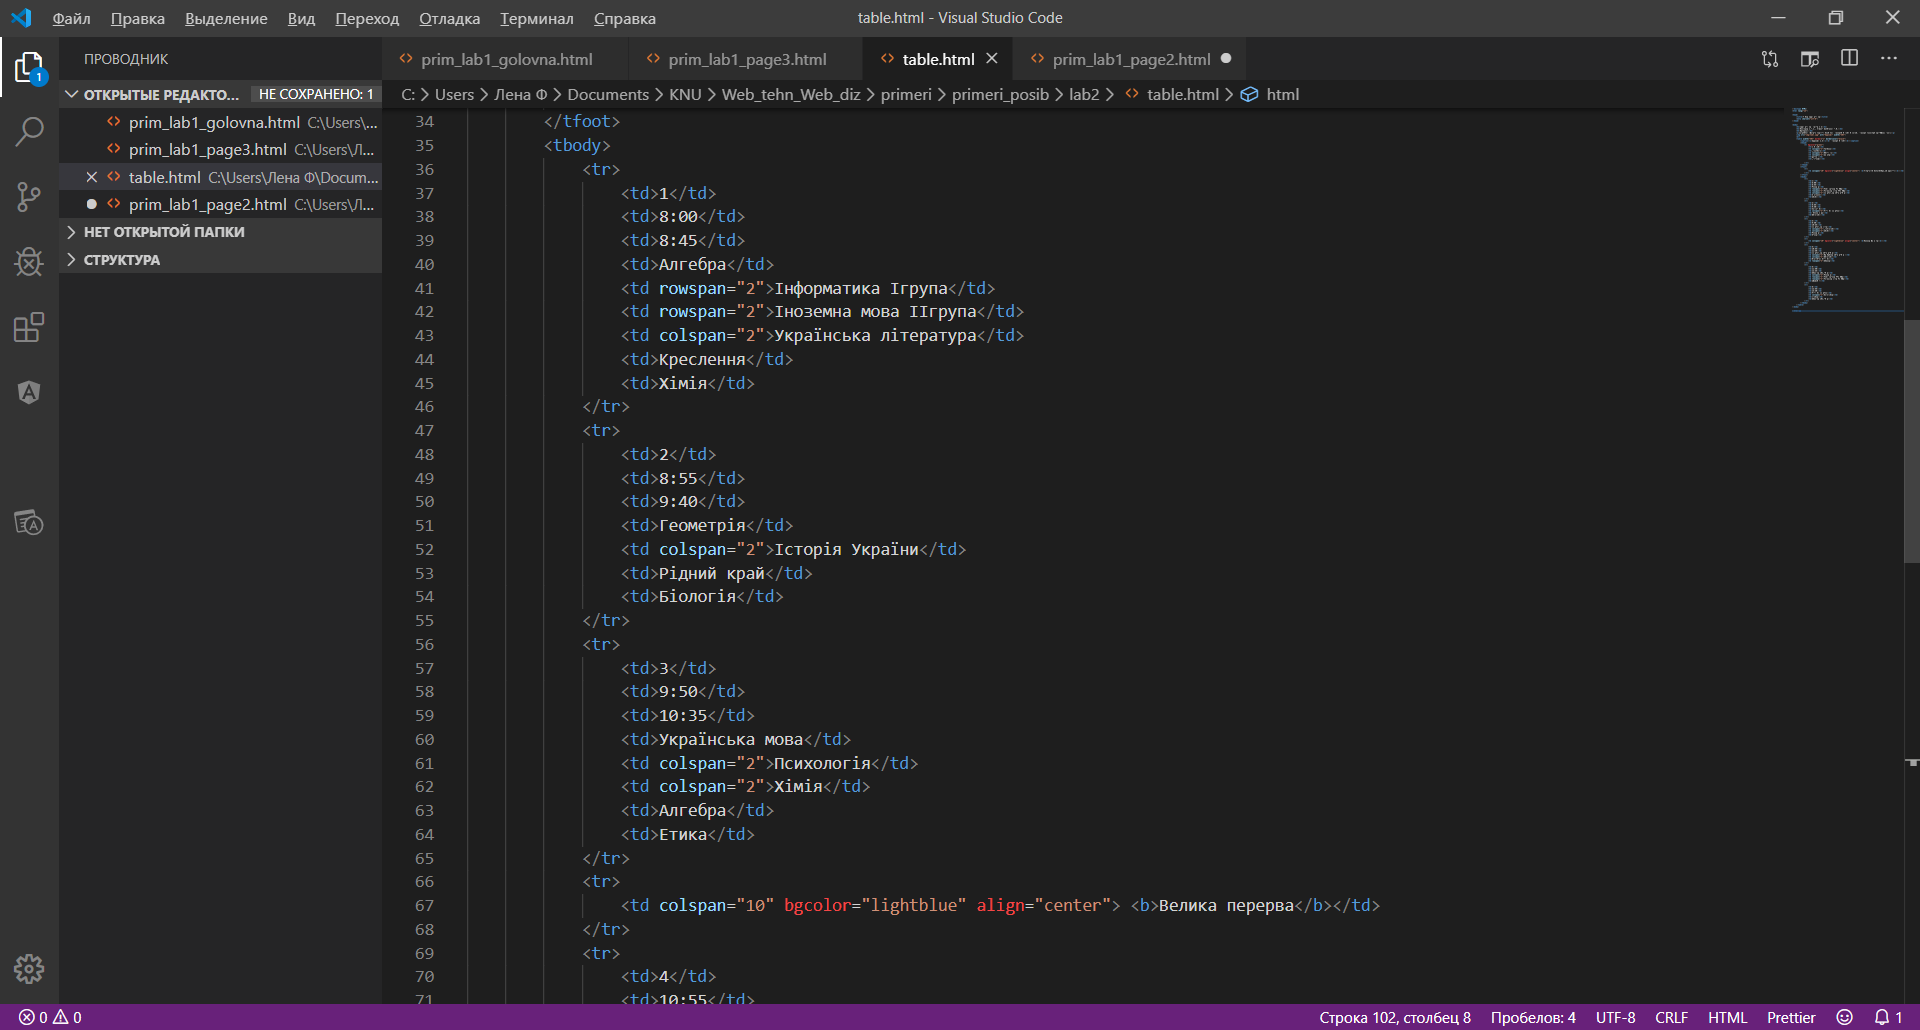 Файл Правка Выделение Вид Переход Отладка Терминал Справка table.html - Visual Studio Code
ПРОВОДНИК
prim_lab1_golovna.html prim_lab1_page3.html table.html prim_lab1_page2.html
ОТКРЫТЫЕ РЕДАКТО... НЕ СОХРАНЕНО: 1
C: > Users > Лена Ф > Documents > KNU > Web_tehn_Web_diz > primeri > primeri_posib > lab2 > table.html > html
prim_lab1_golovna.html C:\Users\...
prim_lab1_page3.html C:\Users\Л...
table.html C:\Users\Лена Ф\Docum...
prim_lab1_page2.html C:\Users\Л...
НЕТ ОТКРЫТОЙ ПАПКИ
СТРУКТУРА
1
34 </tfoot>
35 <tbody>
36 <tr>
37 <td>1</td>
38 <td>8:00</td>
39 <td>8:45</td>
40 <td>Алгебра</td>
41 <td rowspan="2">Інформатика Iгрупа</td>
42 <td rowspan="2">Іноземна мова IIгрупа</td>
43 <td colspan="2">Українська література</td>
44 <td>Креслення</td>
45 <td>Хімія</td>
46 </tr>
47 <tr>
48 <td>2</td>
49 <td>8:55</td>
50 <td>9:40</td>
51 <td>Геометрія</td>
52 <td colspan="2">Історія України</td>
53 <td>Рідний край</td>
54 <td>Біологія</td>
55 </tr>
56 <tr>
57 <td>3</td>
58 <td>9:50</td>
59 <td>10:35</td>
60 <td>Українська мова</td>
61 <td colspan="2">Психологія</td>
62 <td colspan="2">Хімія</td>
63 <td>Алгебра</td>
64 <td>Етика</td>
65 </tr>
66 <tr>
67 <td colspan="10" bgcolor="lightblue" align="center"> <b>Велика перерва</b></td>
68 </tr>
69 <tr>
70 <td>4</td>
71 <td>10:55</td>
0 0 Строка 102, столбец 8 Пробелов: 4 UTF-8 CRLF HTML Prettier 1